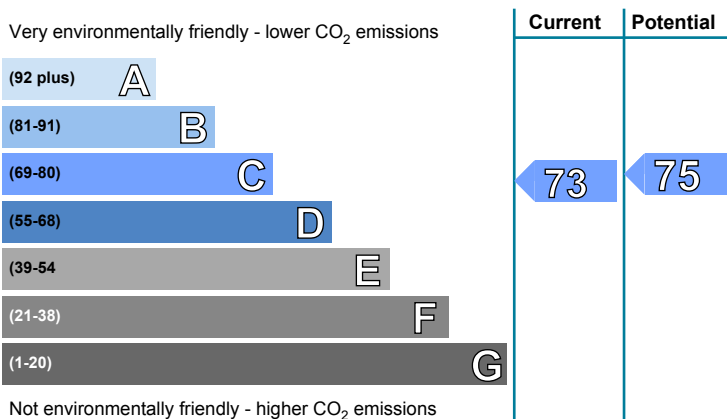 Very environmentally friendly - lower CO₂ emissions
Current Potential
(92 plus) A
(81-91) B
(69-80) C
73 75
(55-68) D
(39-54 E
(21-38) F
(1-20) G
Not environmentally friendly - higher CO₂ emissions